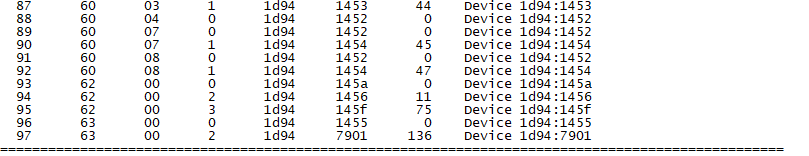 87 60 03 1 1d94 1453 44 Device 1d94:1453
88 60 04 0 1d94 1452 0 Device 1d94:1452
89 60 07 0 1d94 1452 0 Device 1d94:1452
90 60 07 1 1d94 1454 45 Device 1d94:1454
91 60 08 0 1d94 1452 0 Device 1d94:1452
92 60 08 1 1d94 1454 47 Device 1d94:1454
93 62 00 0 1d94 145a 0 Device 1d94:145a
94 62 00 2 1d94 1456 11 Device 1d94:1456
95 62 00 3 1d94 145f 75 Device 1d94:145f
96 63 00 0 1d94 1455 0 Device 1d94:1455
97 63 00 2 1d94 7901 136 Device 1d94:7901
==================================================================================================